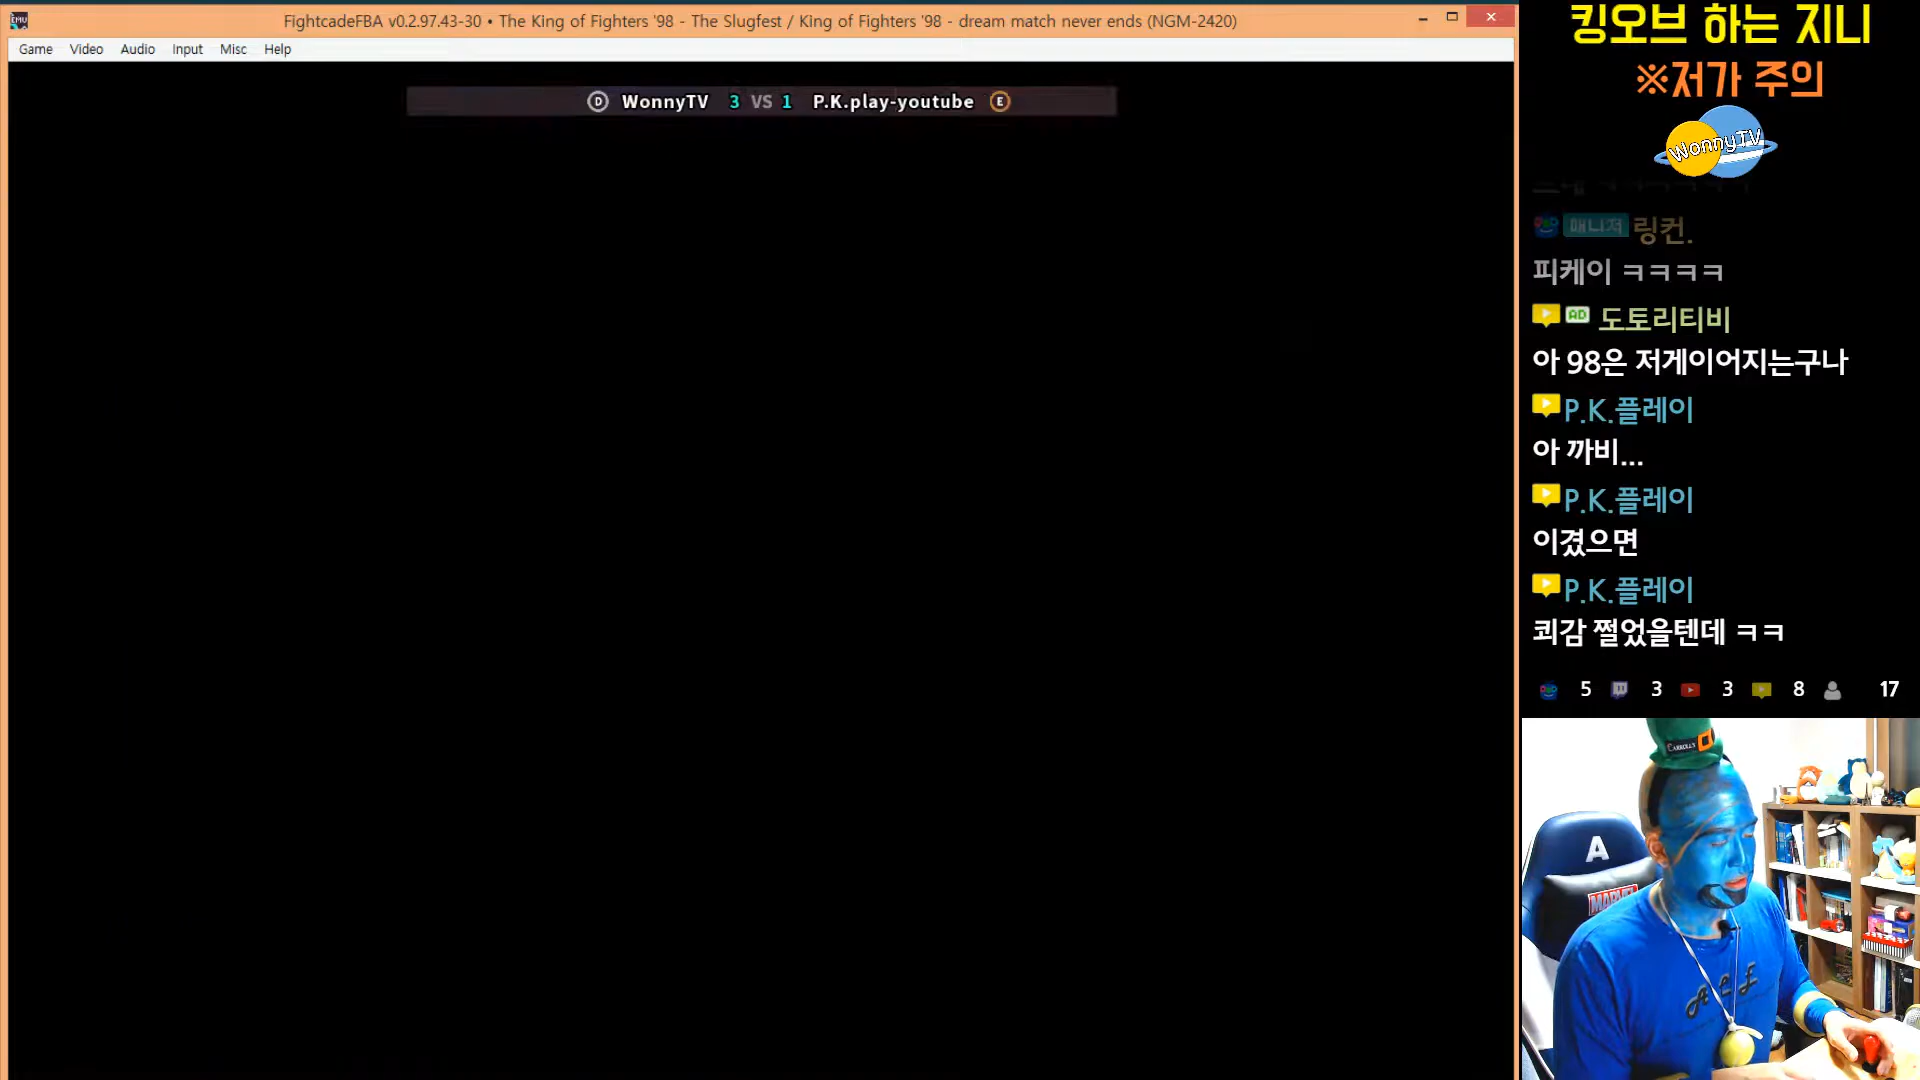 FightcadeFBA v0.2.97.43-30 • The King of Fighters '98 - The Slugfest / King of Fighters '98 - dream match never ends (NGM-2420)
Game Video Audio Input Misc Help
D WonnyTV 3 VS 1 P.K.play-youtube E
킹오브 하는 지니
※저가 주의
WonnyTV
매니저 링컨.
피케이 ㅋㅋㅋㅋ
AD 도토리티비
아 98은 저게이어지는구나
P.K.플레이
아 까비...
P.K.플레이
이겼으면
P.K.플레이
쾨감 쩔었을텐데 ㅋㅋ
5 3 3 8 17
CARROLL'S
A
MARVEL